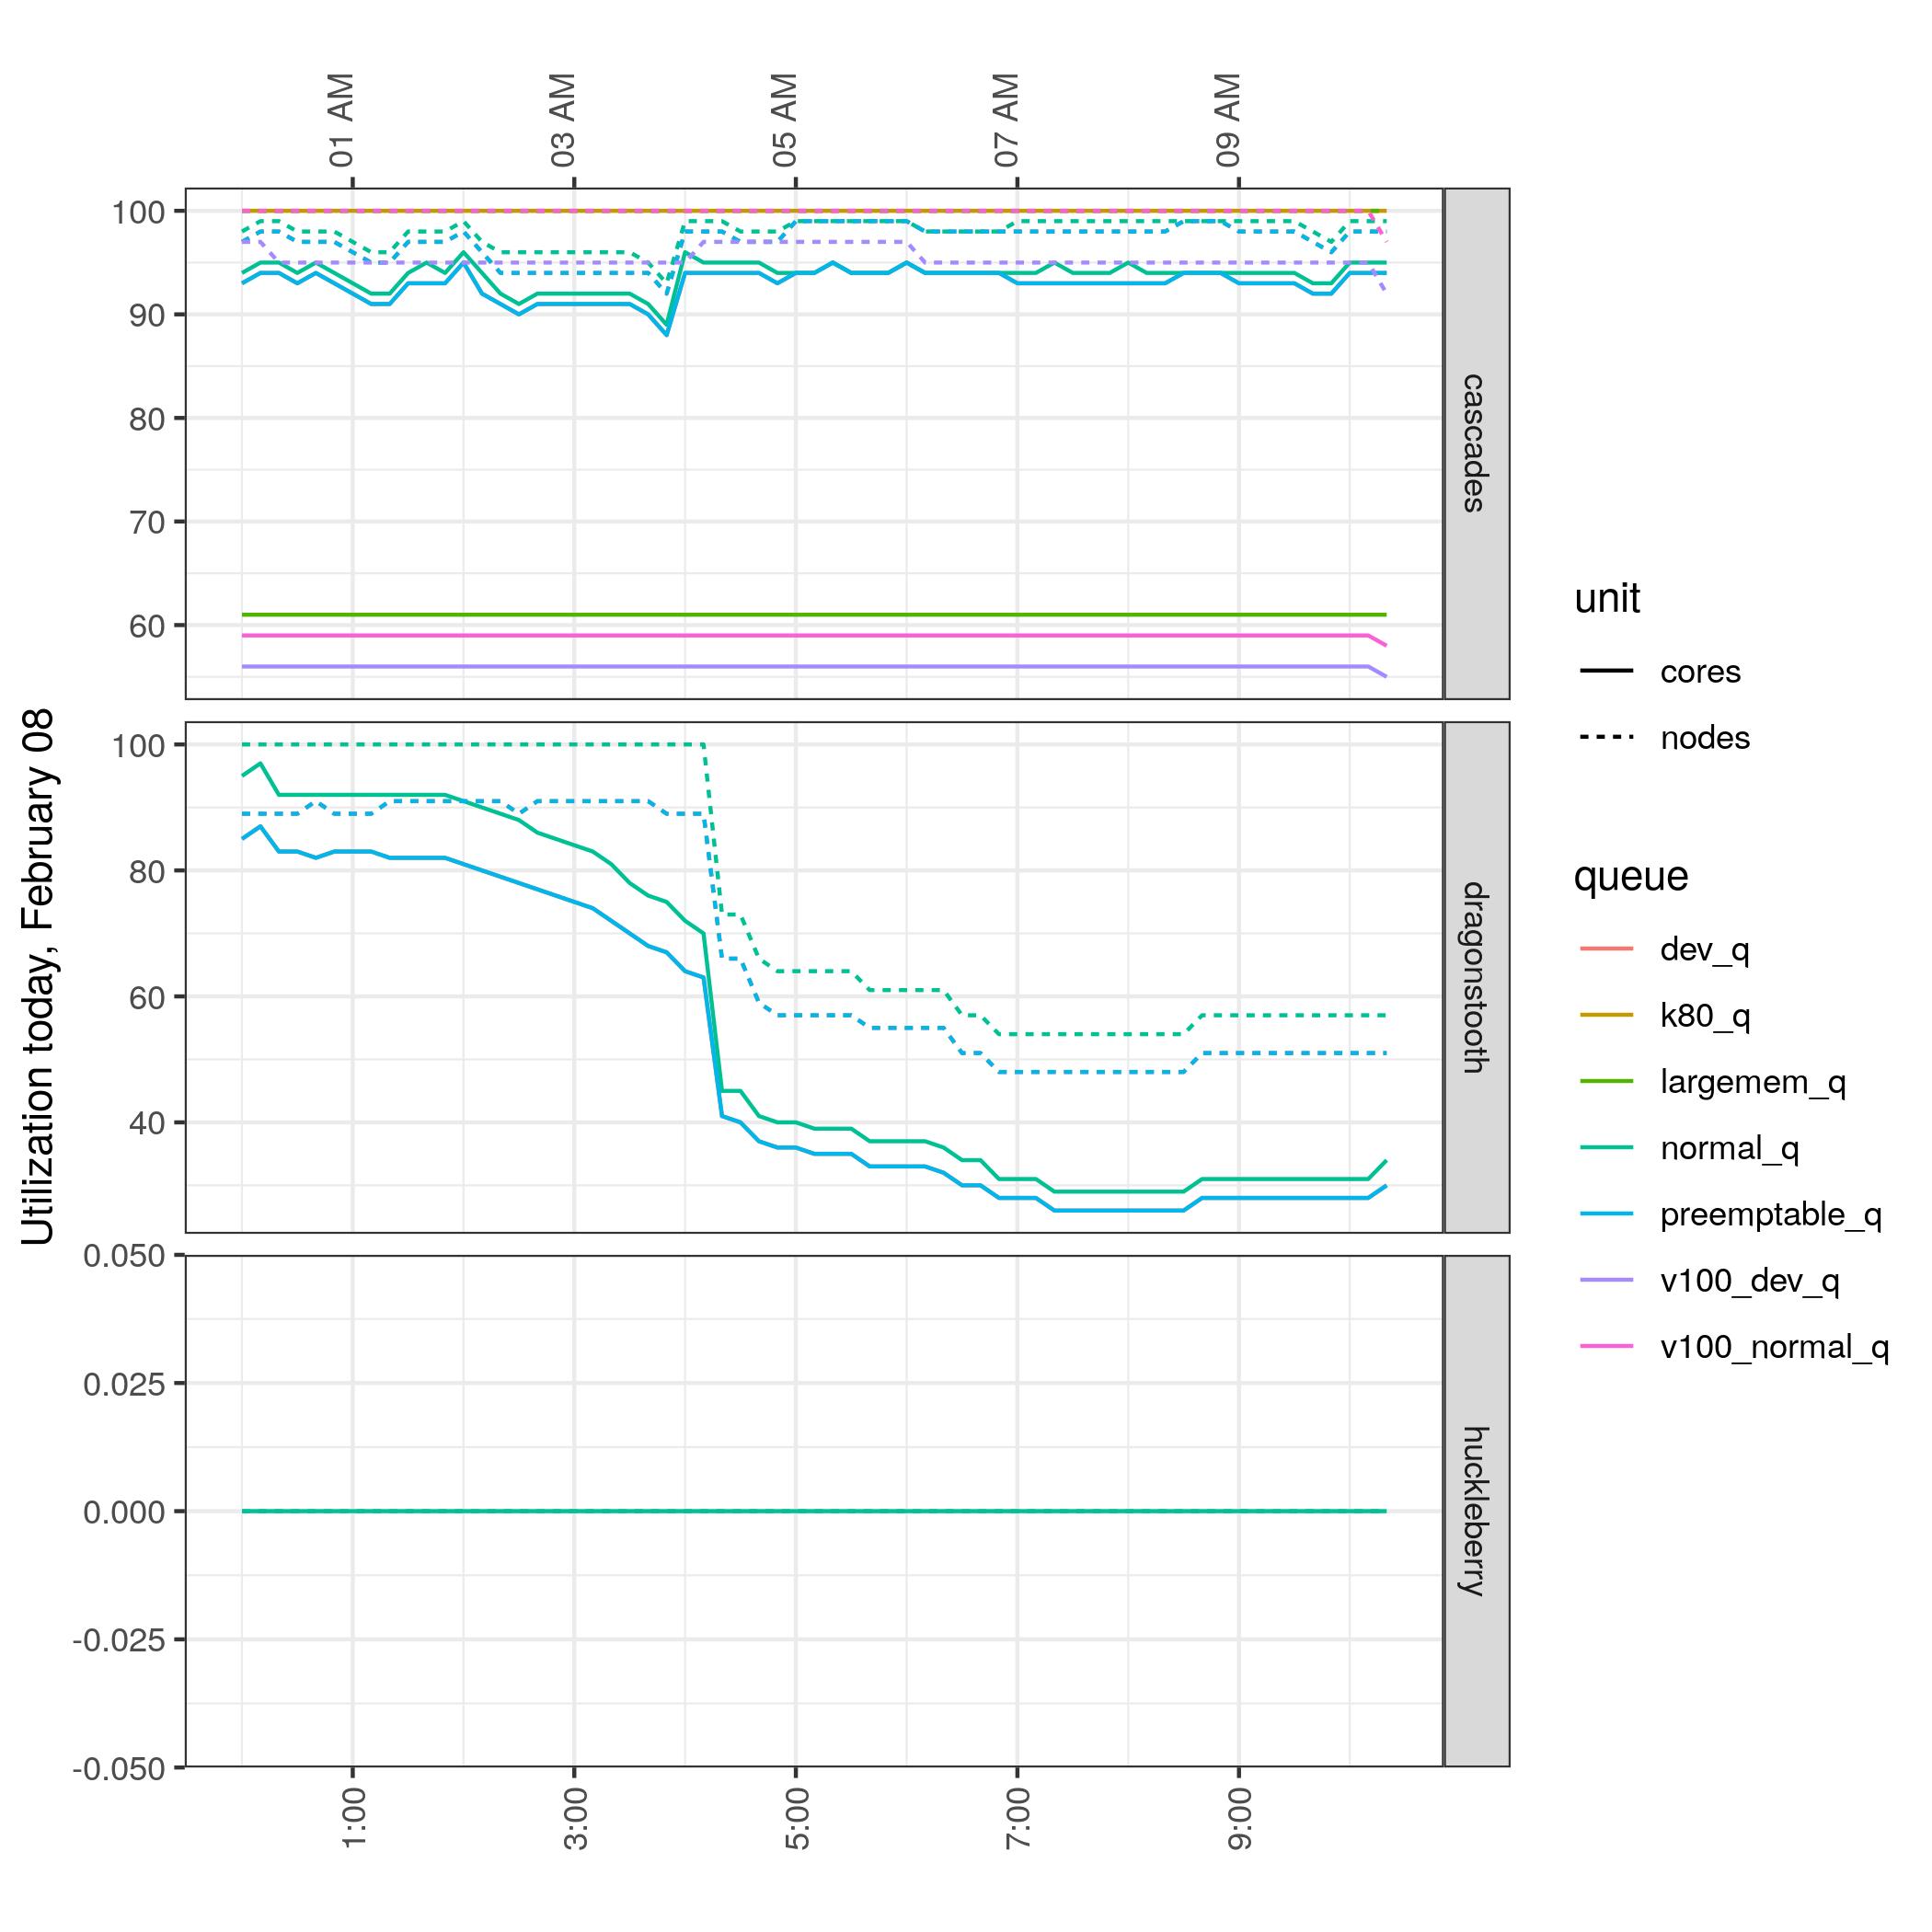 01 AM
03 AM
05 AM
07 AM
09 AM
100
90
80
70
60
cascades
100
80
60
40
dragonstooth
0.050
0.025
0.000
-0.025
-0.050
huckleberry
1:00
3:00
5:00
7:00
9:00
Utilization today, February 08
unit
cores
nodes
queue
dev_q
k80_q
largemem_q
normal_q
preemptable_q
v100_dev_q
v100_normal_q